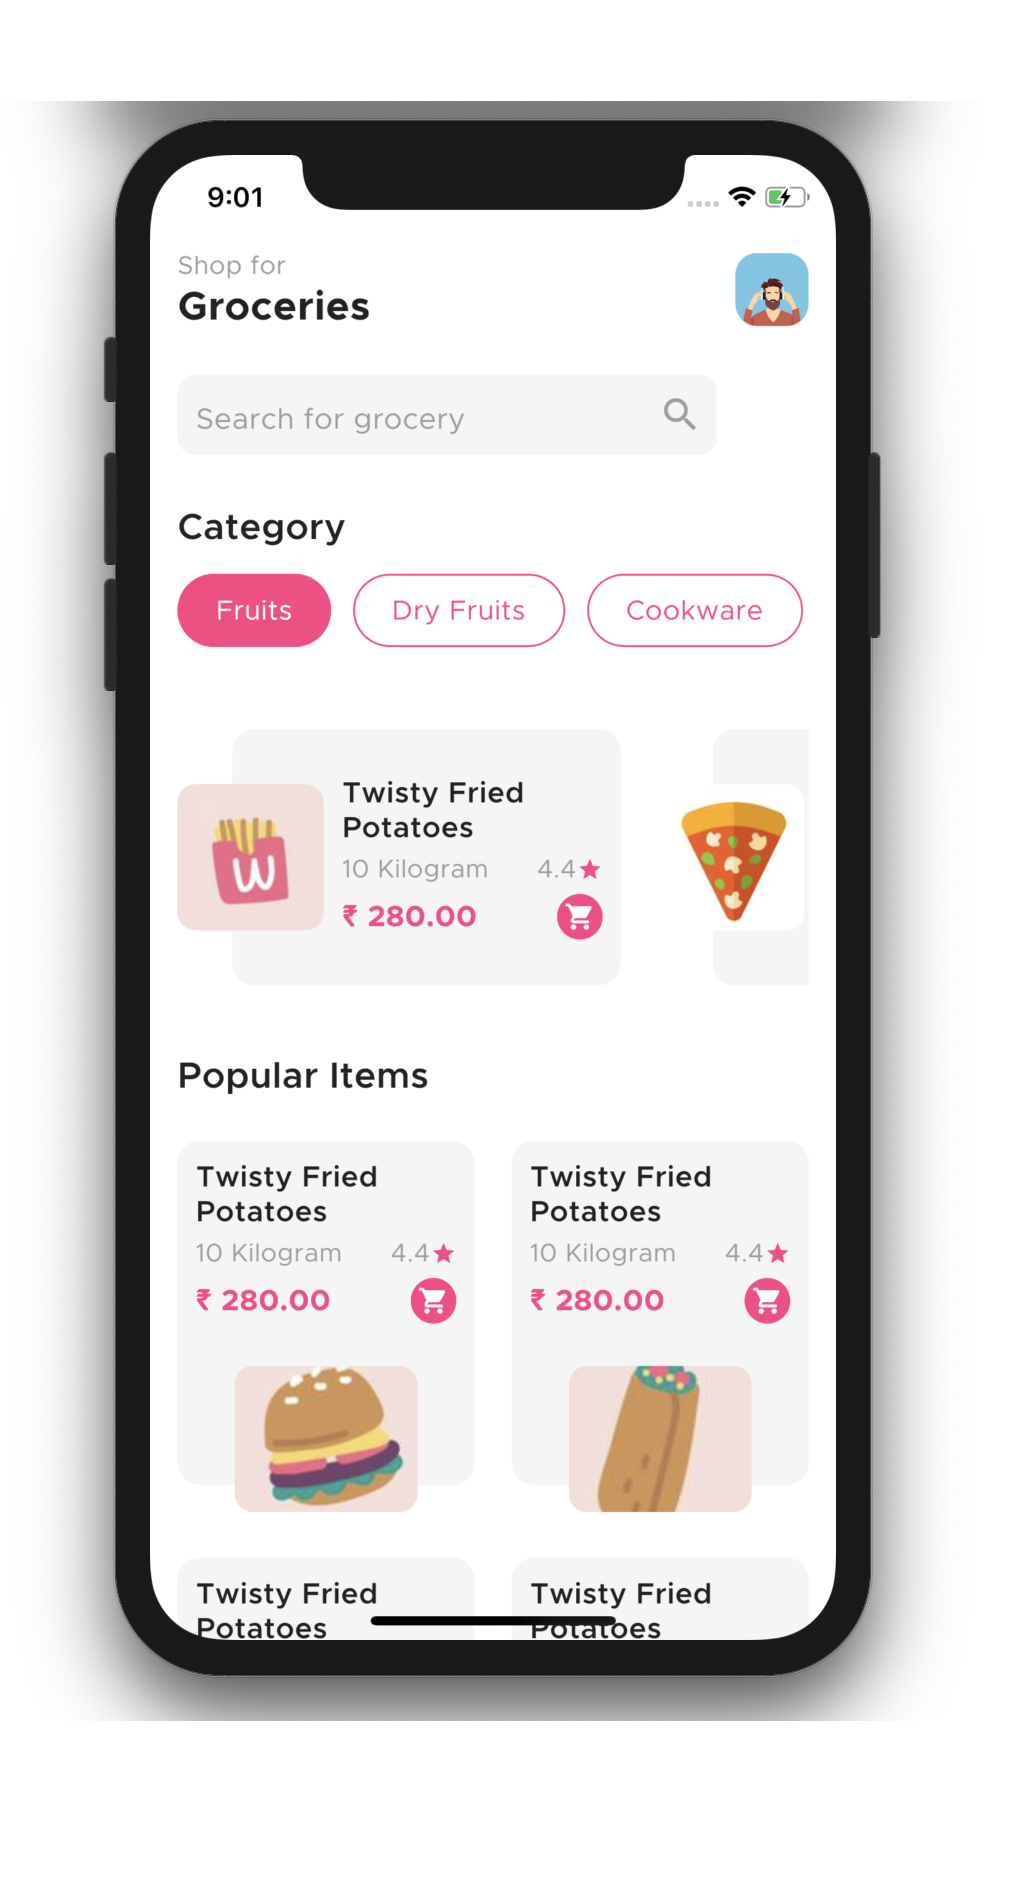 9:01
Shop for
Groceries
Search for grocery
Category
Fruits Dry Fruits Cookware
Twisty Fried
Potatoes
10 Kilogram 4.4
₹ 280.00
W
Popular Items
Twisty Fried
Potatoes
10 Kilogram 4.4
₹ 280.00
Twisty Fried
Potatoes
10 Kilogram 4.4
₹ 280.00
Twisty Fried
Potatoes
Twisty Fried
Potatoes